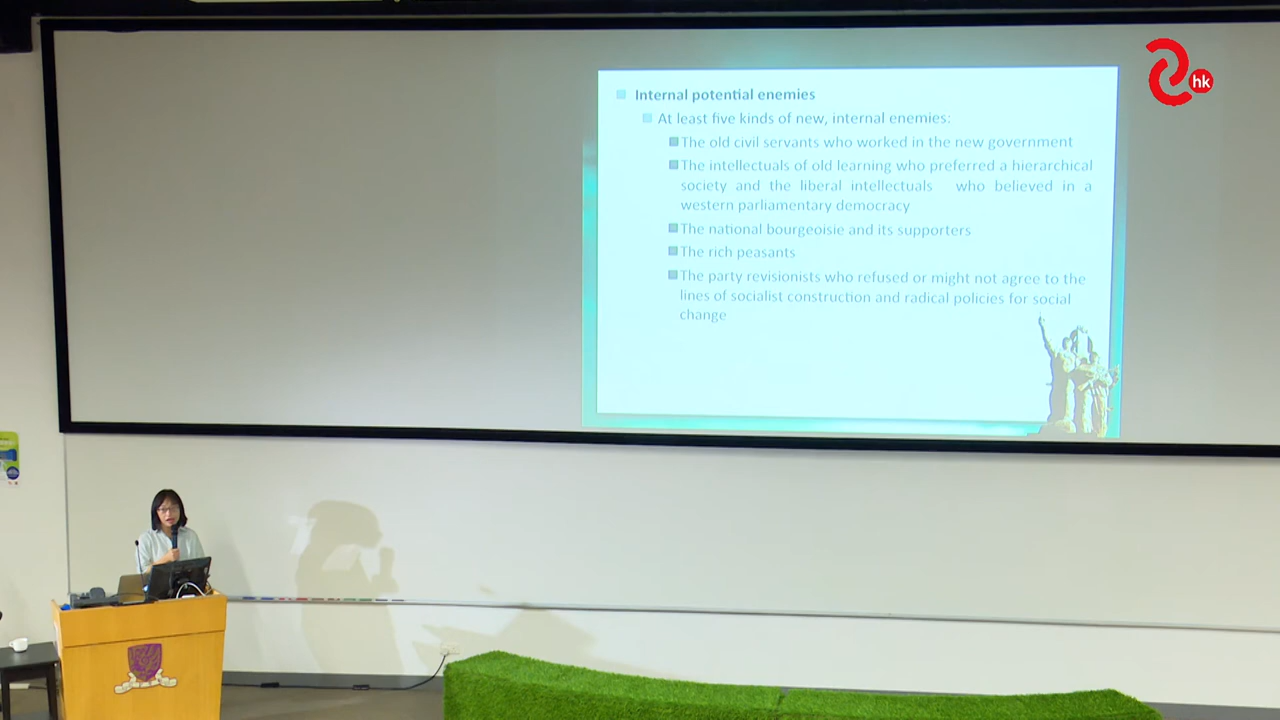 hk
Internal potential enemies
At least five kinds of new, internal enemies:
The old civil servants who worked in the new government
The intellectuals of old learning who preferred a hierarchical
society and the liberal intellectuals who believed in a
western parliamentary democracy
The national bourgeoisie and its supporters
The rich peasants
The party revisionists who refused or might not agree to the
lines of socialist construction and radical policies for social
change